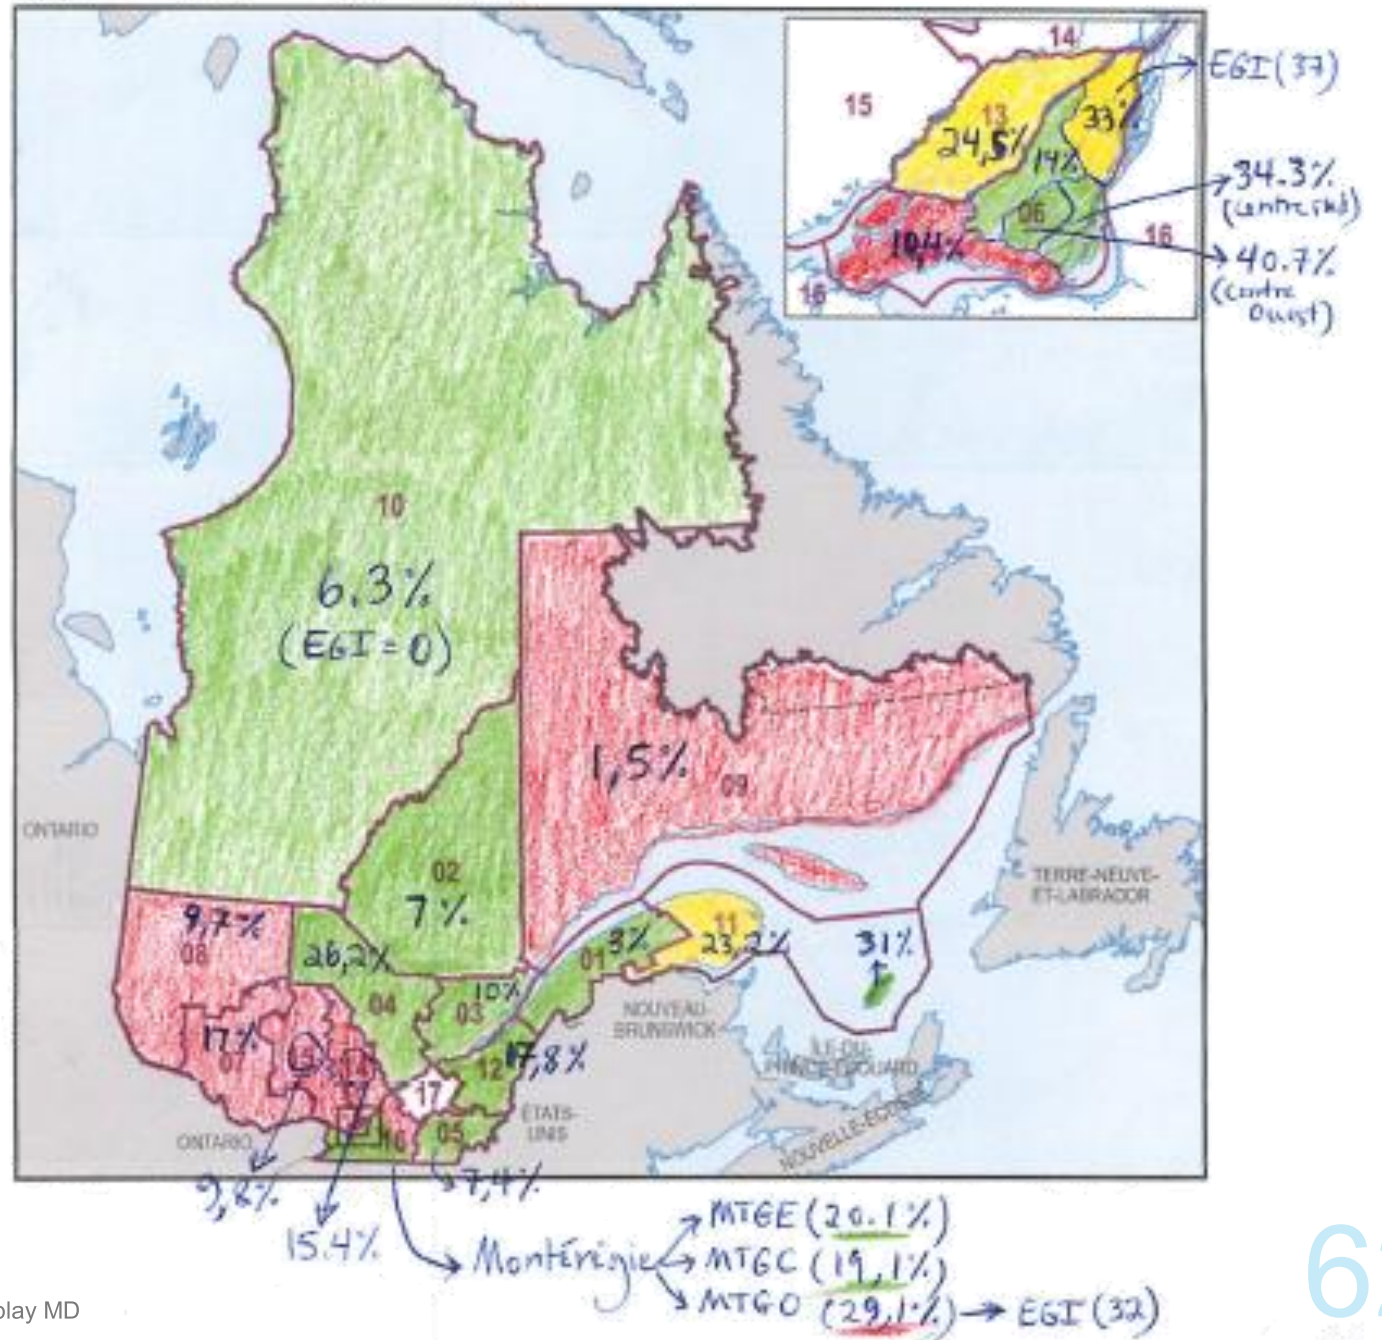 14
EGI (37)
15
13
33%
24,5%
14%
34.3%
(centre sud)
06
16
10,4%
40.7%
(Centre
Ouest)
16
10
6.3%
(EGI = 0)
1,5%
09
ONTARIO
02
7%
TERRE-NEUVE-
ET-LABRADOR
9,7%
08
26,2%
3%
01
11
23.2%
31%
10%
03
04
NOUVEAU-
BRUNSWICK
17%
07
12
17,8%
ÎLE-DU-
PRINCE-ÉDOUARD
17
ÉTATS-
UNIS
ONTARIO
16
05
NOUVELLE-ÉCOSSE
9,8%
7,4%
15.4%
MTGE (20.1%)
Montérégie
MTGC (19,1%)
MTGO (29,1%) → EGI (32)
play MD
62